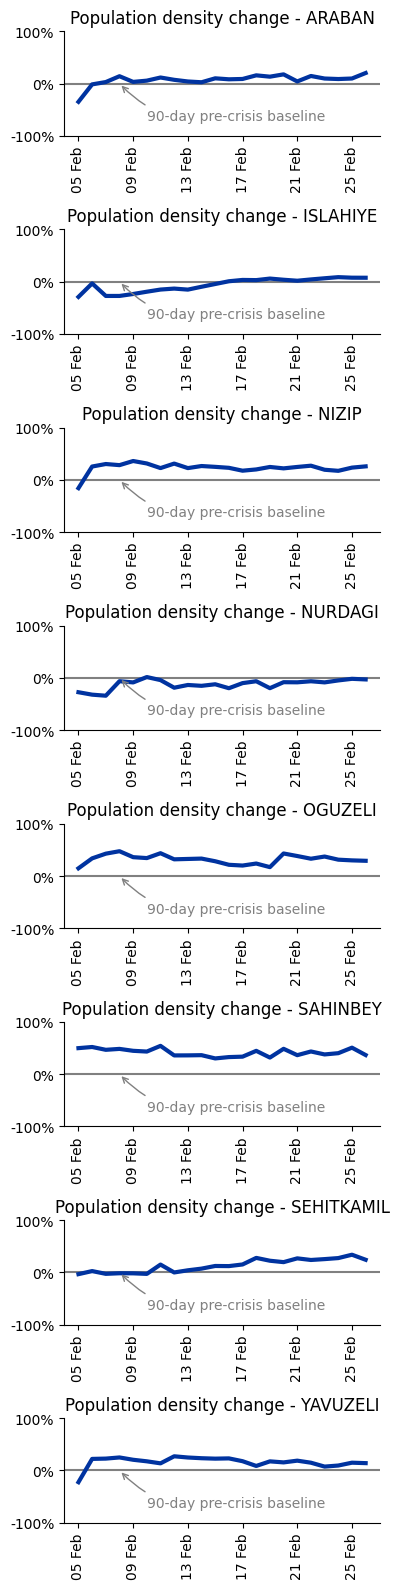 Population density change - ARABAN
100%
0%
-100%
90-day pre-crisis baseline
05 Feb
09 Feb
13 Feb
17 Feb
21 Feb
25 Feb
Population density change - ISLAHIYE
100%
0%
-100%
90-day pre-crisis baseline
05 Feb
09 Feb
13 Feb
17 Feb
21 Feb
25 Feb
Population density change - NIZIP
100%
0%
-100%
90-day pre-crisis baseline
05 Feb
09 Feb
13 Feb
17 Feb
21 Feb
25 Feb
Population density change - NURDAGI
100%
0%
-100%
90-day pre-crisis baseline
05 Feb
09 Feb
13 Feb
17 Feb
21 Feb
25 Feb
Population density change - OGUZELI
100%
0%
-100%
90-day pre-crisis baseline
05 Feb
09 Feb
13 Feb
17 Feb
21 Feb
25 Feb
Population density change - SAHINBEY
100%
0%
-100%
90-day pre-crisis baseline
05 Feb
09 Feb
13 Feb
17 Feb
21 Feb
25 Feb
Population density change - SEHITKAMIL
100%
0%
-100%
90-day pre-crisis baseline
05 Feb
09 Feb
13 Feb
17 Feb
21 Feb
25 Feb
Population density change - YAVUZELI
100%
0%
-100%
90-day pre-crisis baseline
05 Feb
09 Feb
13 Feb
17 Feb
21 Feb
25 Feb